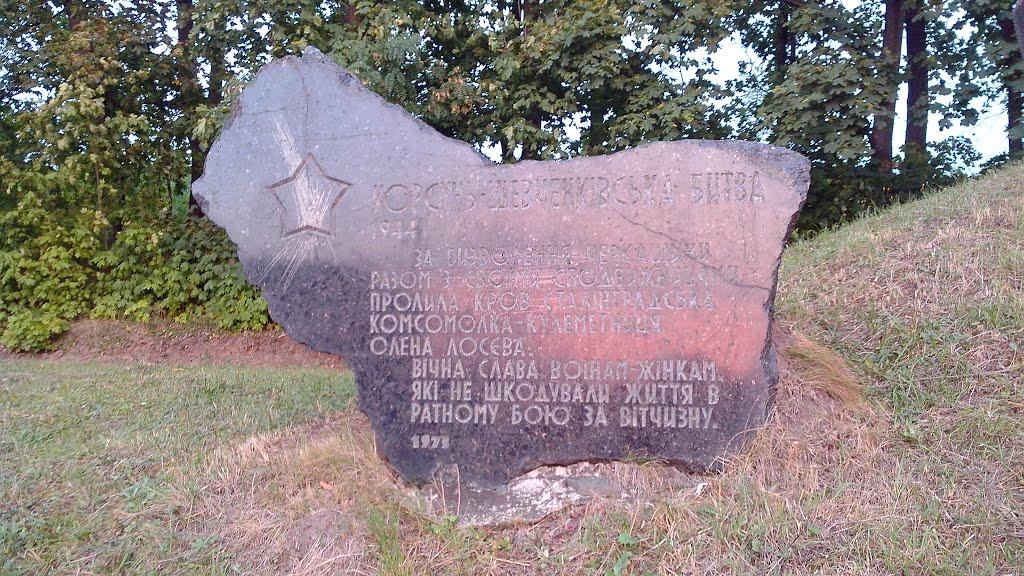 КОРСУНЬ-ШЕВЧЕНКІВСЬКА БИТВА
1944
ЗА ВИЗВОЛЕННЯ ЧЕРКАЩИНИ
РАЗОМ З СВОЇМИ СПОДВИЖНИЦЯМИ
ПРОЛИЛА КРОВ СТАЛІНГРАДСЬКА
КОМСОМОЛКА-КУЛЕМЕТНИЦЯ
ОЛЕНА ЛОСЄВА.
ВІЧНА СЛАВА ВОЇНАМ-ЖІНКАМ,
ЯКІ НЕ ШКОДУВАЛИ ЖИТТЯ В
РАТНОМУ БОЮ ЗА ВІТЧИЗНУ.